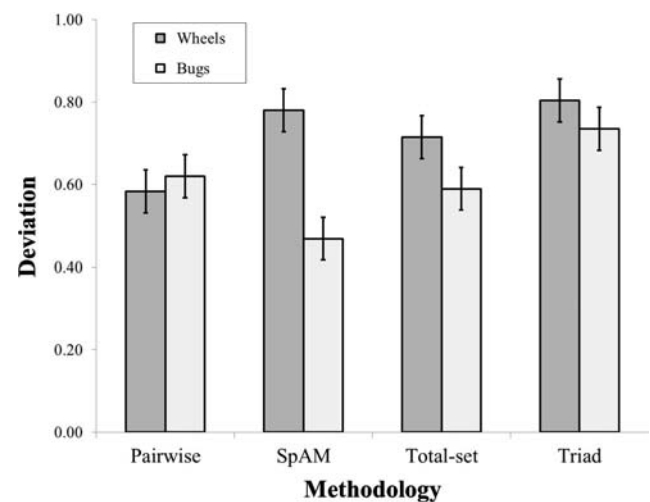 1.00
Wheels
Bugs
0.80
0.60
0.40
0.20
0.00
Deviation
Pairwise SpAM Total-set Triad
Methodology